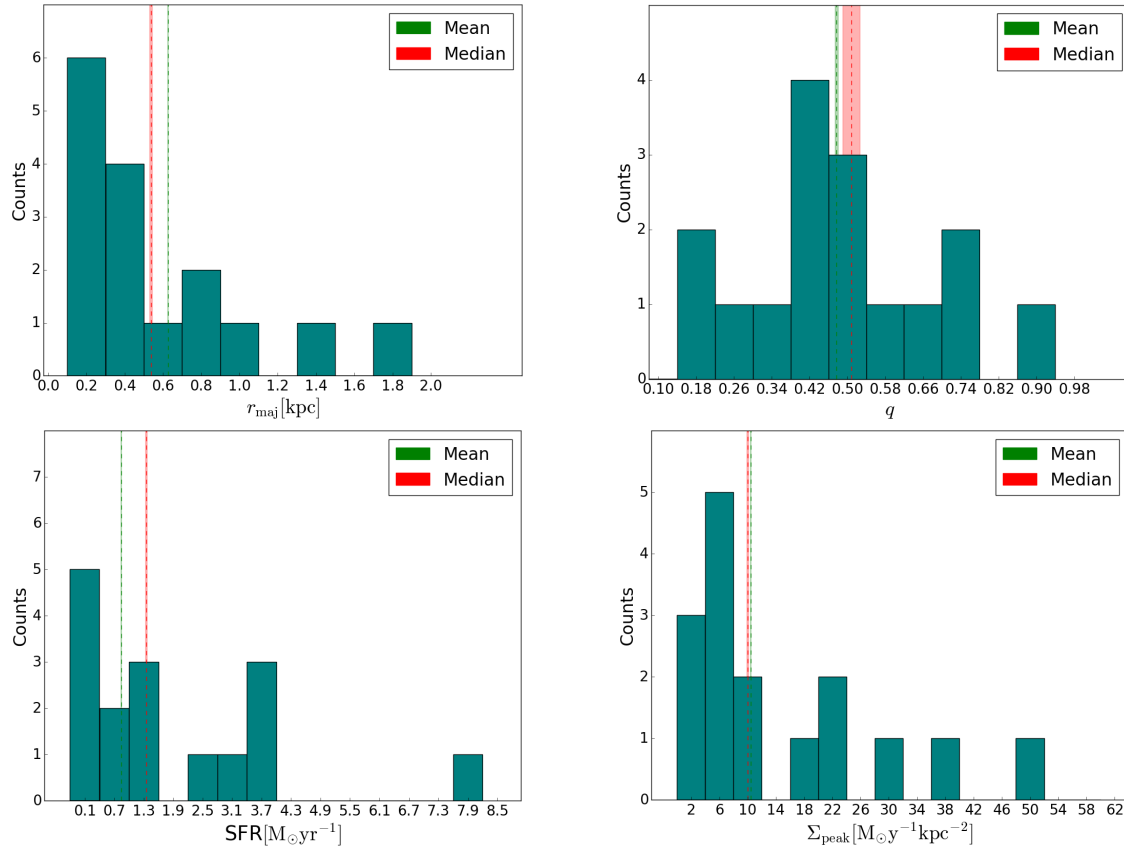 Mean
Median
6
5
4
3
2
1
0
Counts
0.0 0.2 0.4 0.6 0.8 1.0 1.2 1.4 1.6 1.8 2.0
r_maj[kpc]
Mean
Median
4
3
2
1
0
Counts
0.10 0.18 0.26 0.34 0.42 0.50 0.58 0.66 0.74 0.82 0.90 0.98
q
Mean
Median
7
6
5
4
3
2
1
0
Counts
0.1 0.7 1.3 1.9 2.5 3.1 3.7 4.3 4.9 5.5 6.1 6.7 7.3 7.9 8.5
SFR[M⊙yr⁻¹]
Mean
Median
5
4
3
2
1
0
Counts
2 6 10 14 18 22 26 30 34 38 42 46 50 54 58 62
Σ_peak[M⊙y⁻¹kpc⁻²]